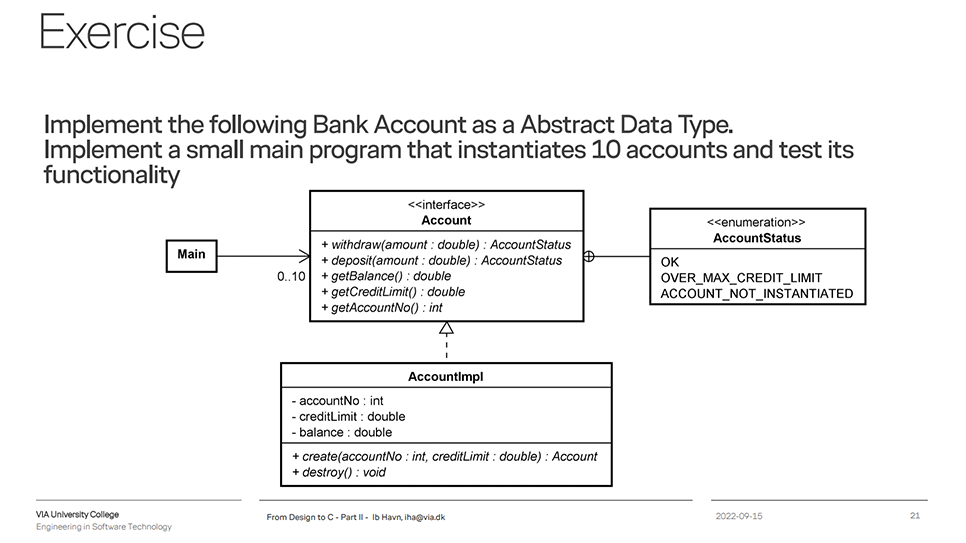 Exercise
Implement the following Bank Account as a Abstract Data Type.
Implement a small main program that instantiates 10 accounts and test its
functionality
<<interface>>
Account
+ withdraw(amount : double) : AccountStatus
+ deposit(amount : double) : AccountStatus
+ getBalance() : double
+ getCreditLimit() : double
+ getAccountNo() : int
<<enumeration>>
AccountStatus
OK
OVER_MAX_CREDIT_LIMIT
ACCOUNT_NOT_INSTANTIATED
Main
0..10
AccountImpl
- accountNo : int
- creditLimit : double
- balance : double
+ create(accountNo : int, creditLimit : double) : Account
+ destroy() : void
VIA University College
Engineering in Software Technology
From Design to C - Part II - Ib Havn, iha@via.dk
2022-09-15
21